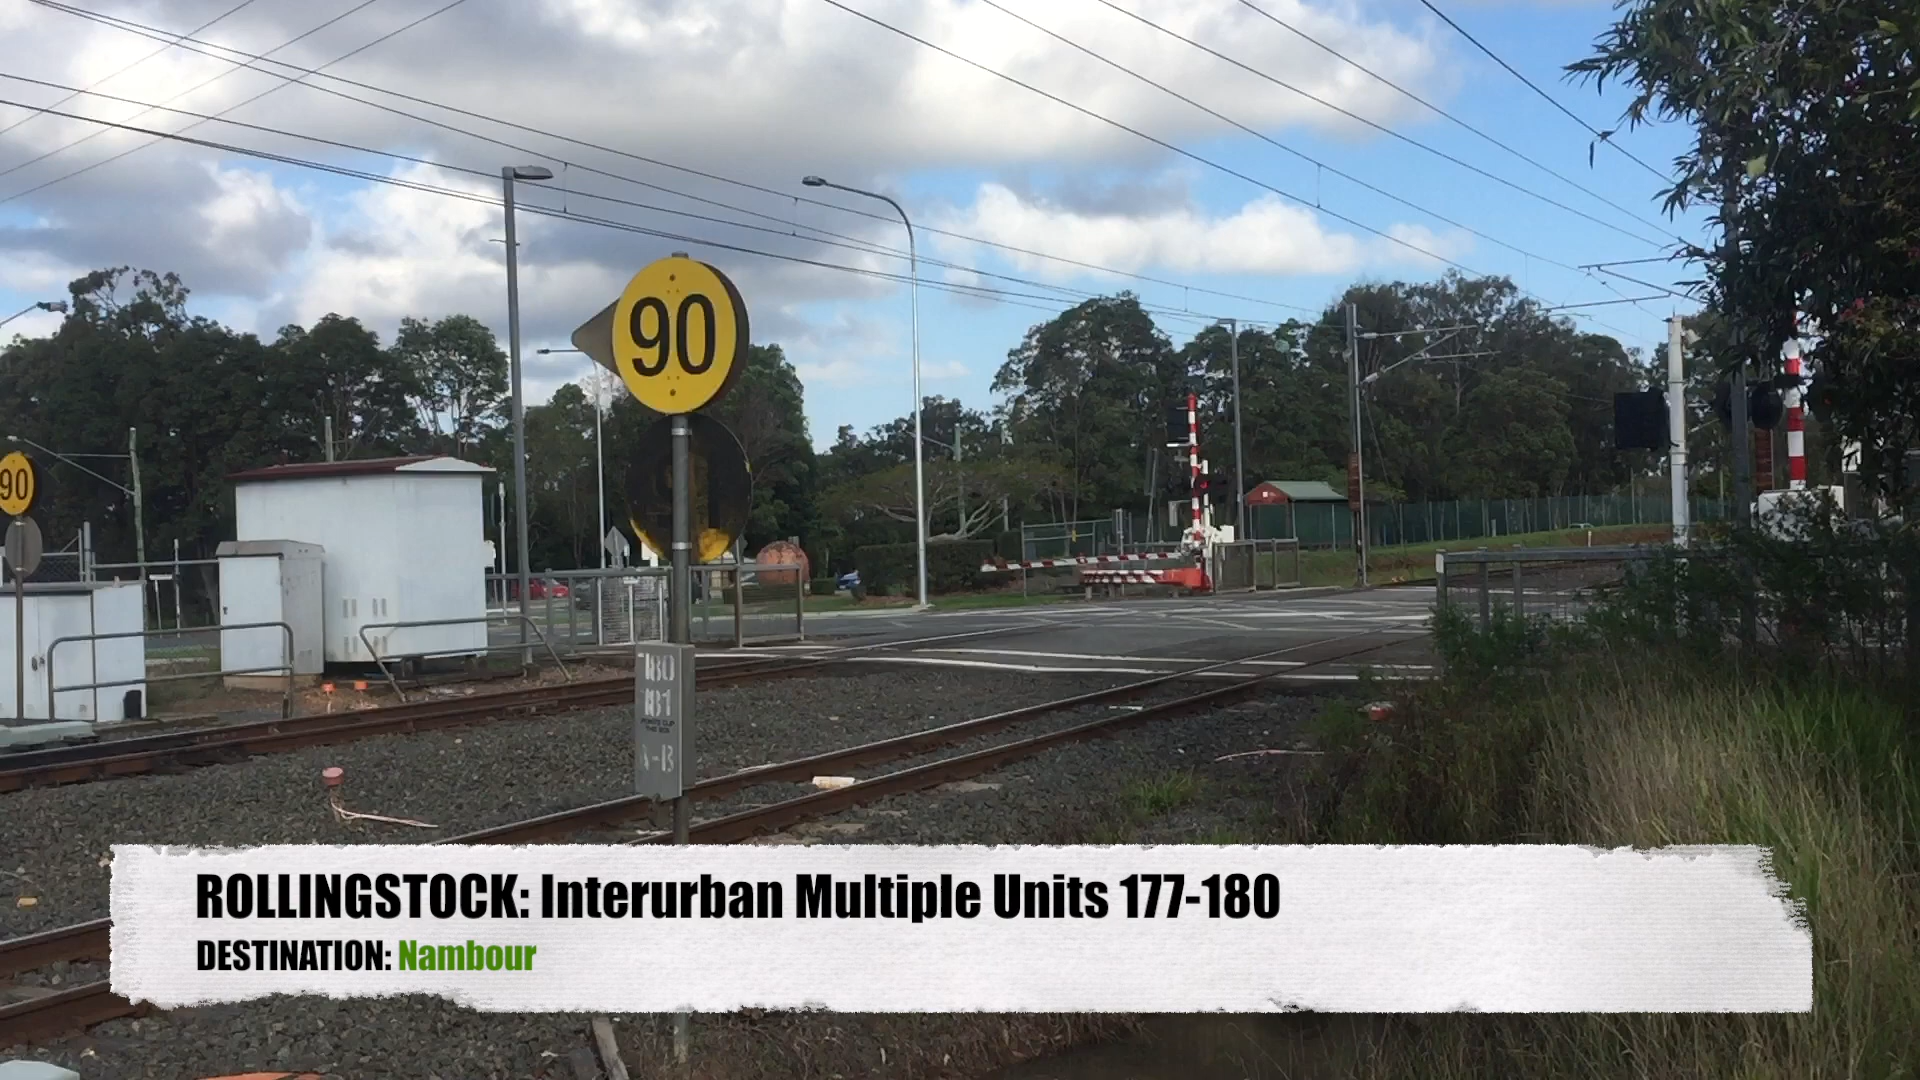 90
90
180
181
A-B
ROLLINGSTOCK: Interurban Multiple Units 177-180
DESTINATION: Nambour